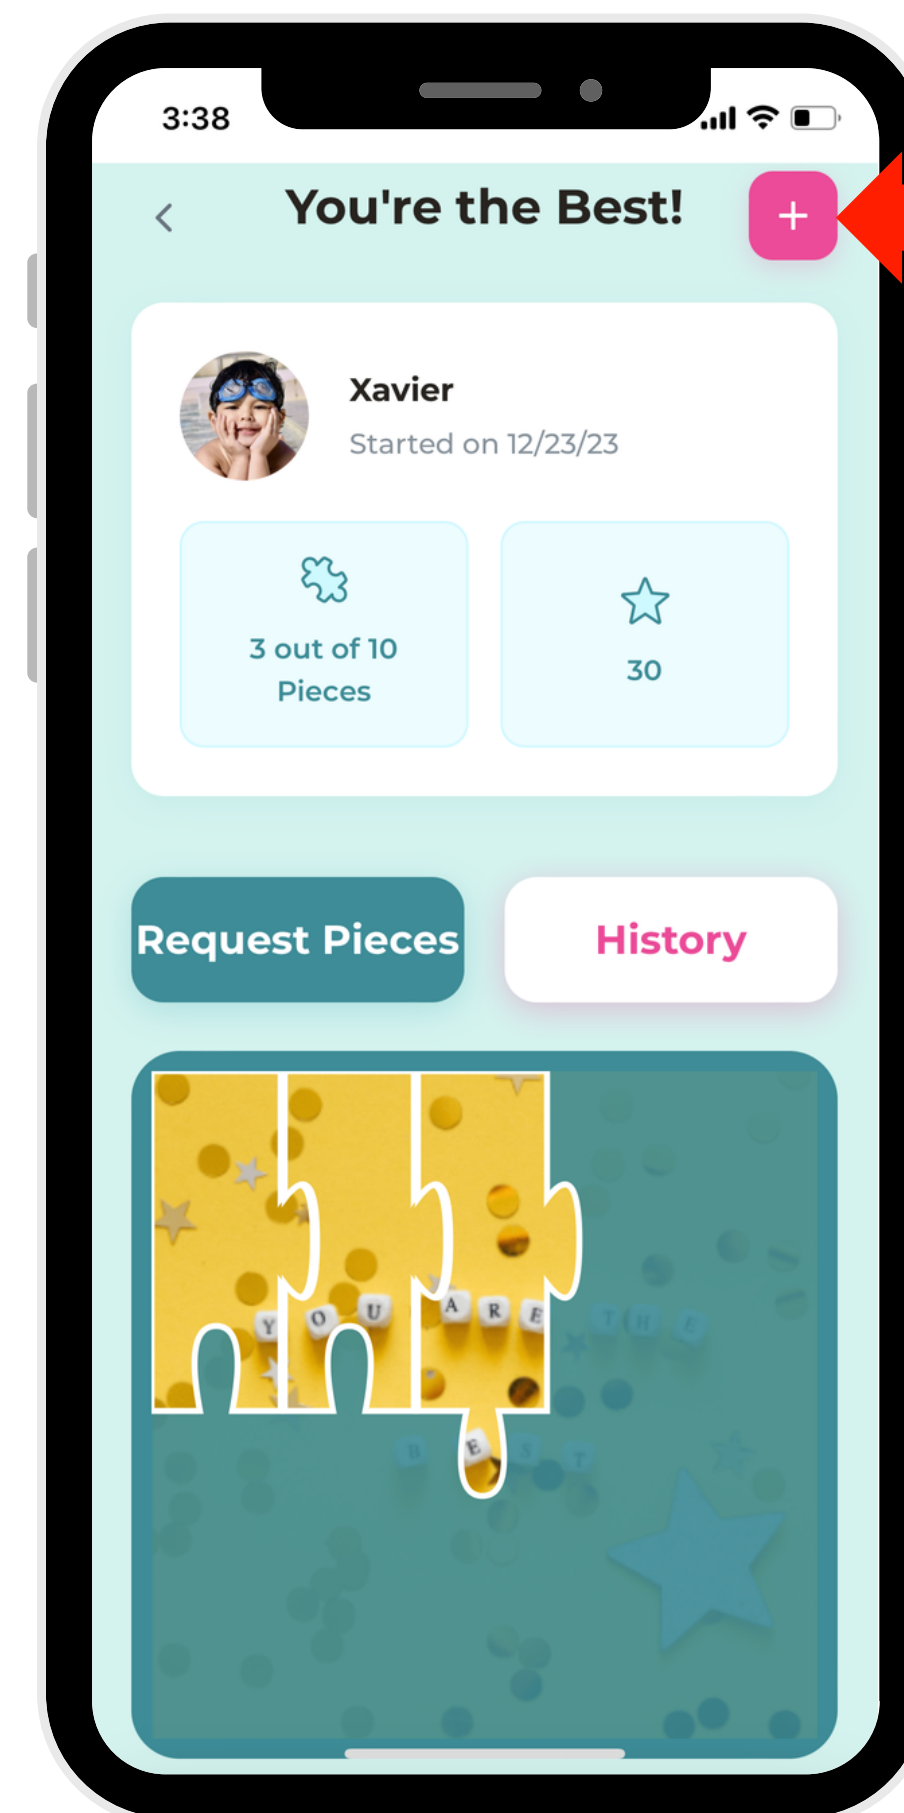 3:38
You're the Best!
+
Xavier
Started on 12/23/23
3 out of 10
Pieces
30
Request Pieces
History
YOU ARE THE
BEST